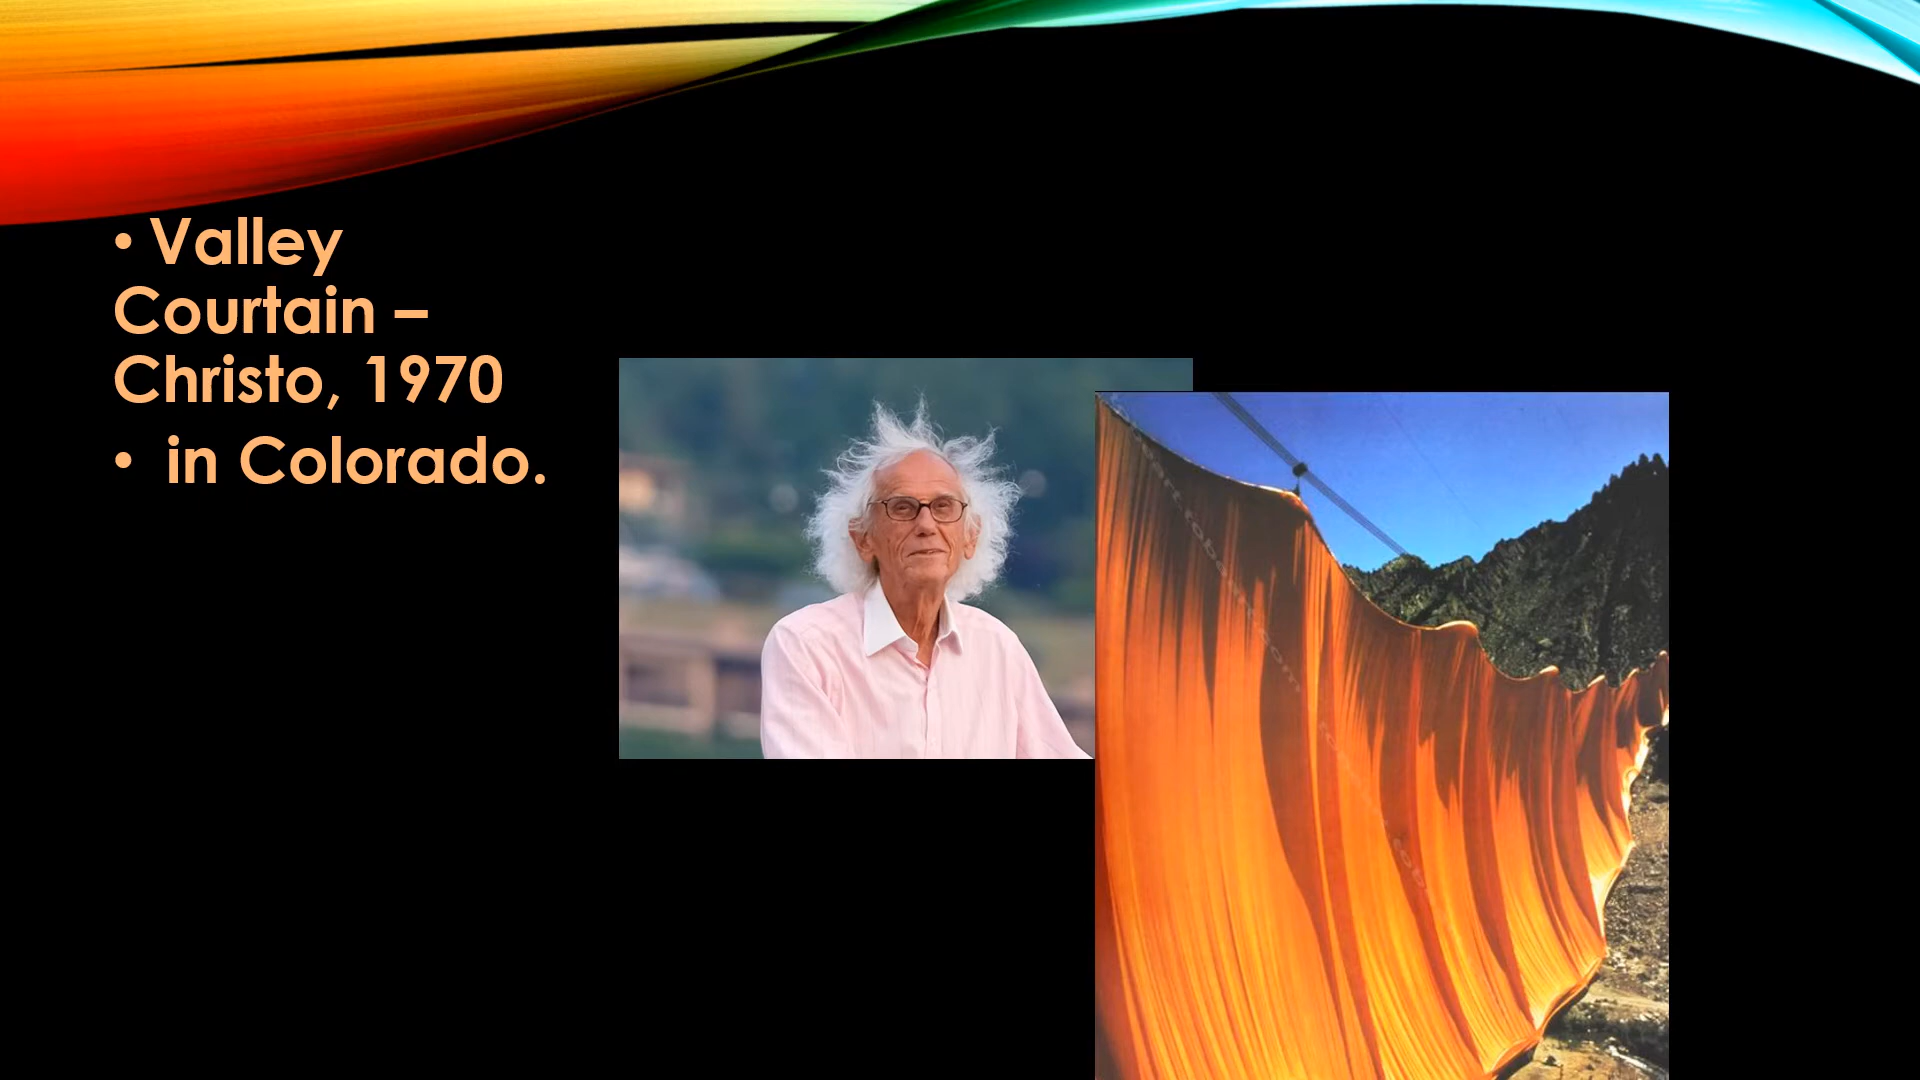 • Valley
Courtain –
Christo, 1970
• in Colorado.